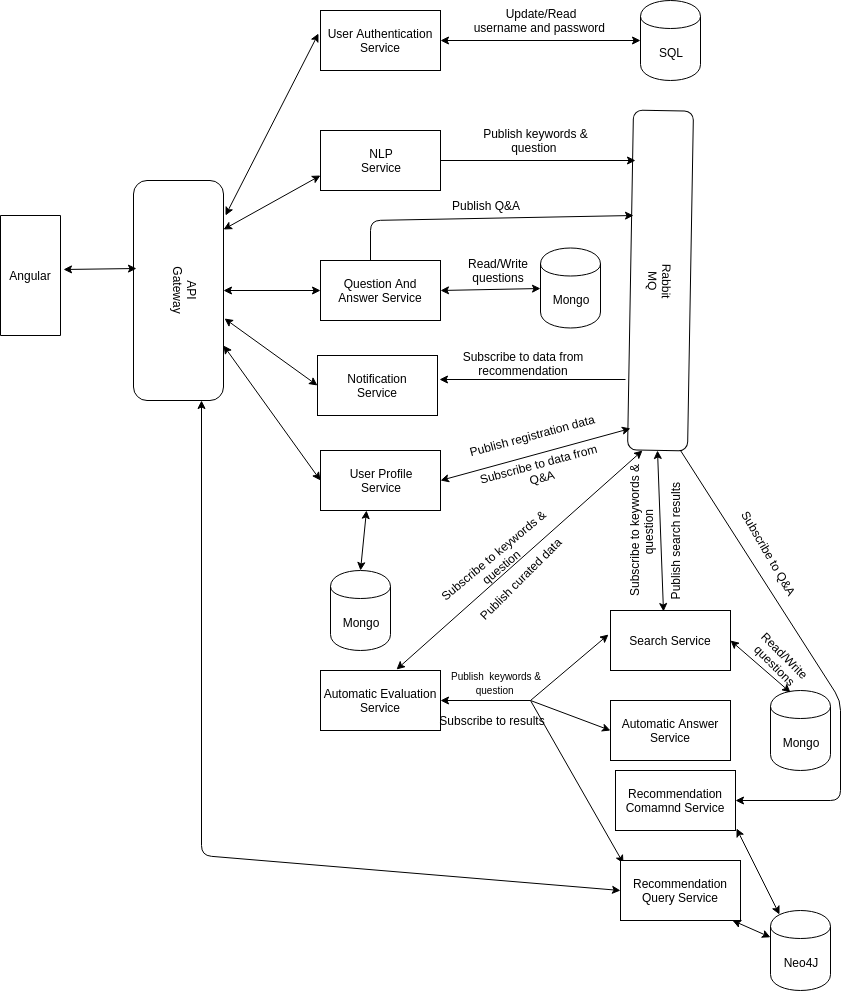 User Authentication
Service
Update/Read
username and password
SQL
NLP
Service
Publish keywords &
question
Publish Q&A
Angular
API
Gateway
Question And
Answer Service
Read/Write
questions
Mongo
Rabbit
MQ
Notification
Service
Subscribe to data from
recommendation
User Profile
Service
Publish registration data
Subscribe to data from
Q&A
Mongo
Subscribe to keywords &
question
Publish curated data
Subscribe to keywords &
question
Publish search results
Subscribe to Q&A
Search Service
Read/Write
questions
Mongo
Automatic Evaluation
Service
Publish keywords &
question
Subscribe to results
Automatic Answer
Service
Recommendation
Comamnd Service
Recommendation
Query Service
Neo4J